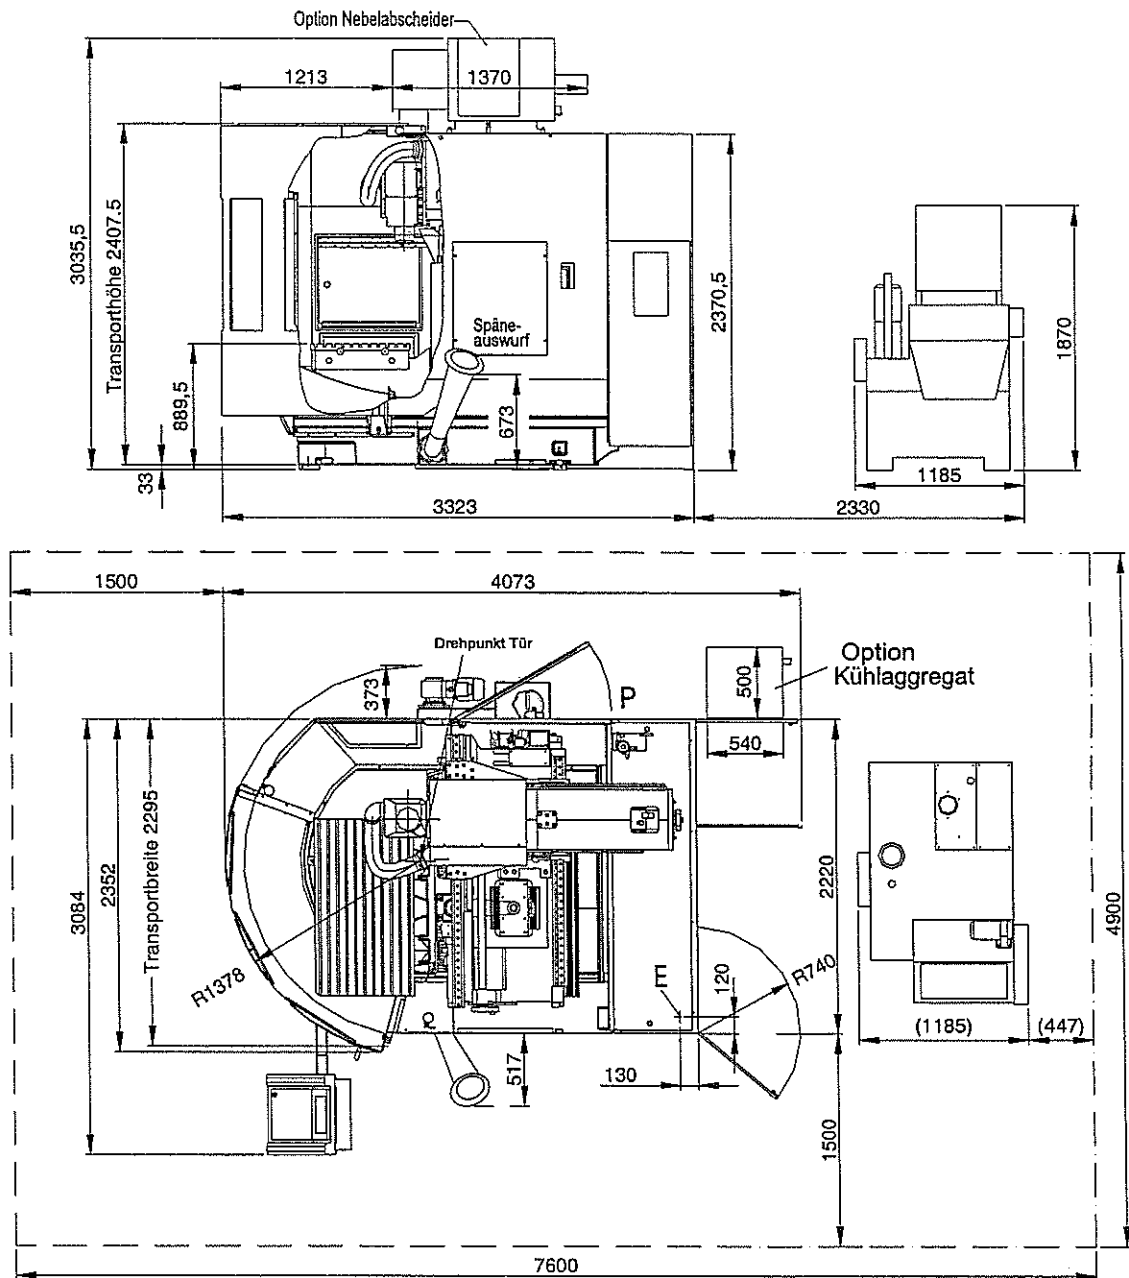 Option Nebelabscheider
1213
1370
3035,5
Transporthöhe 2407.5
889,5
33
Späne-
auswurf
673
2370,5
1870
1185
3323
2330
1500
4073
Drehpunkt Tür
373
P
500
Option
Kühlaggregat
540
3084
2352
Transportbreite 2295
R1378
2220
4900
E
120
R740
517
130
(1185)
(447)
1500
7600